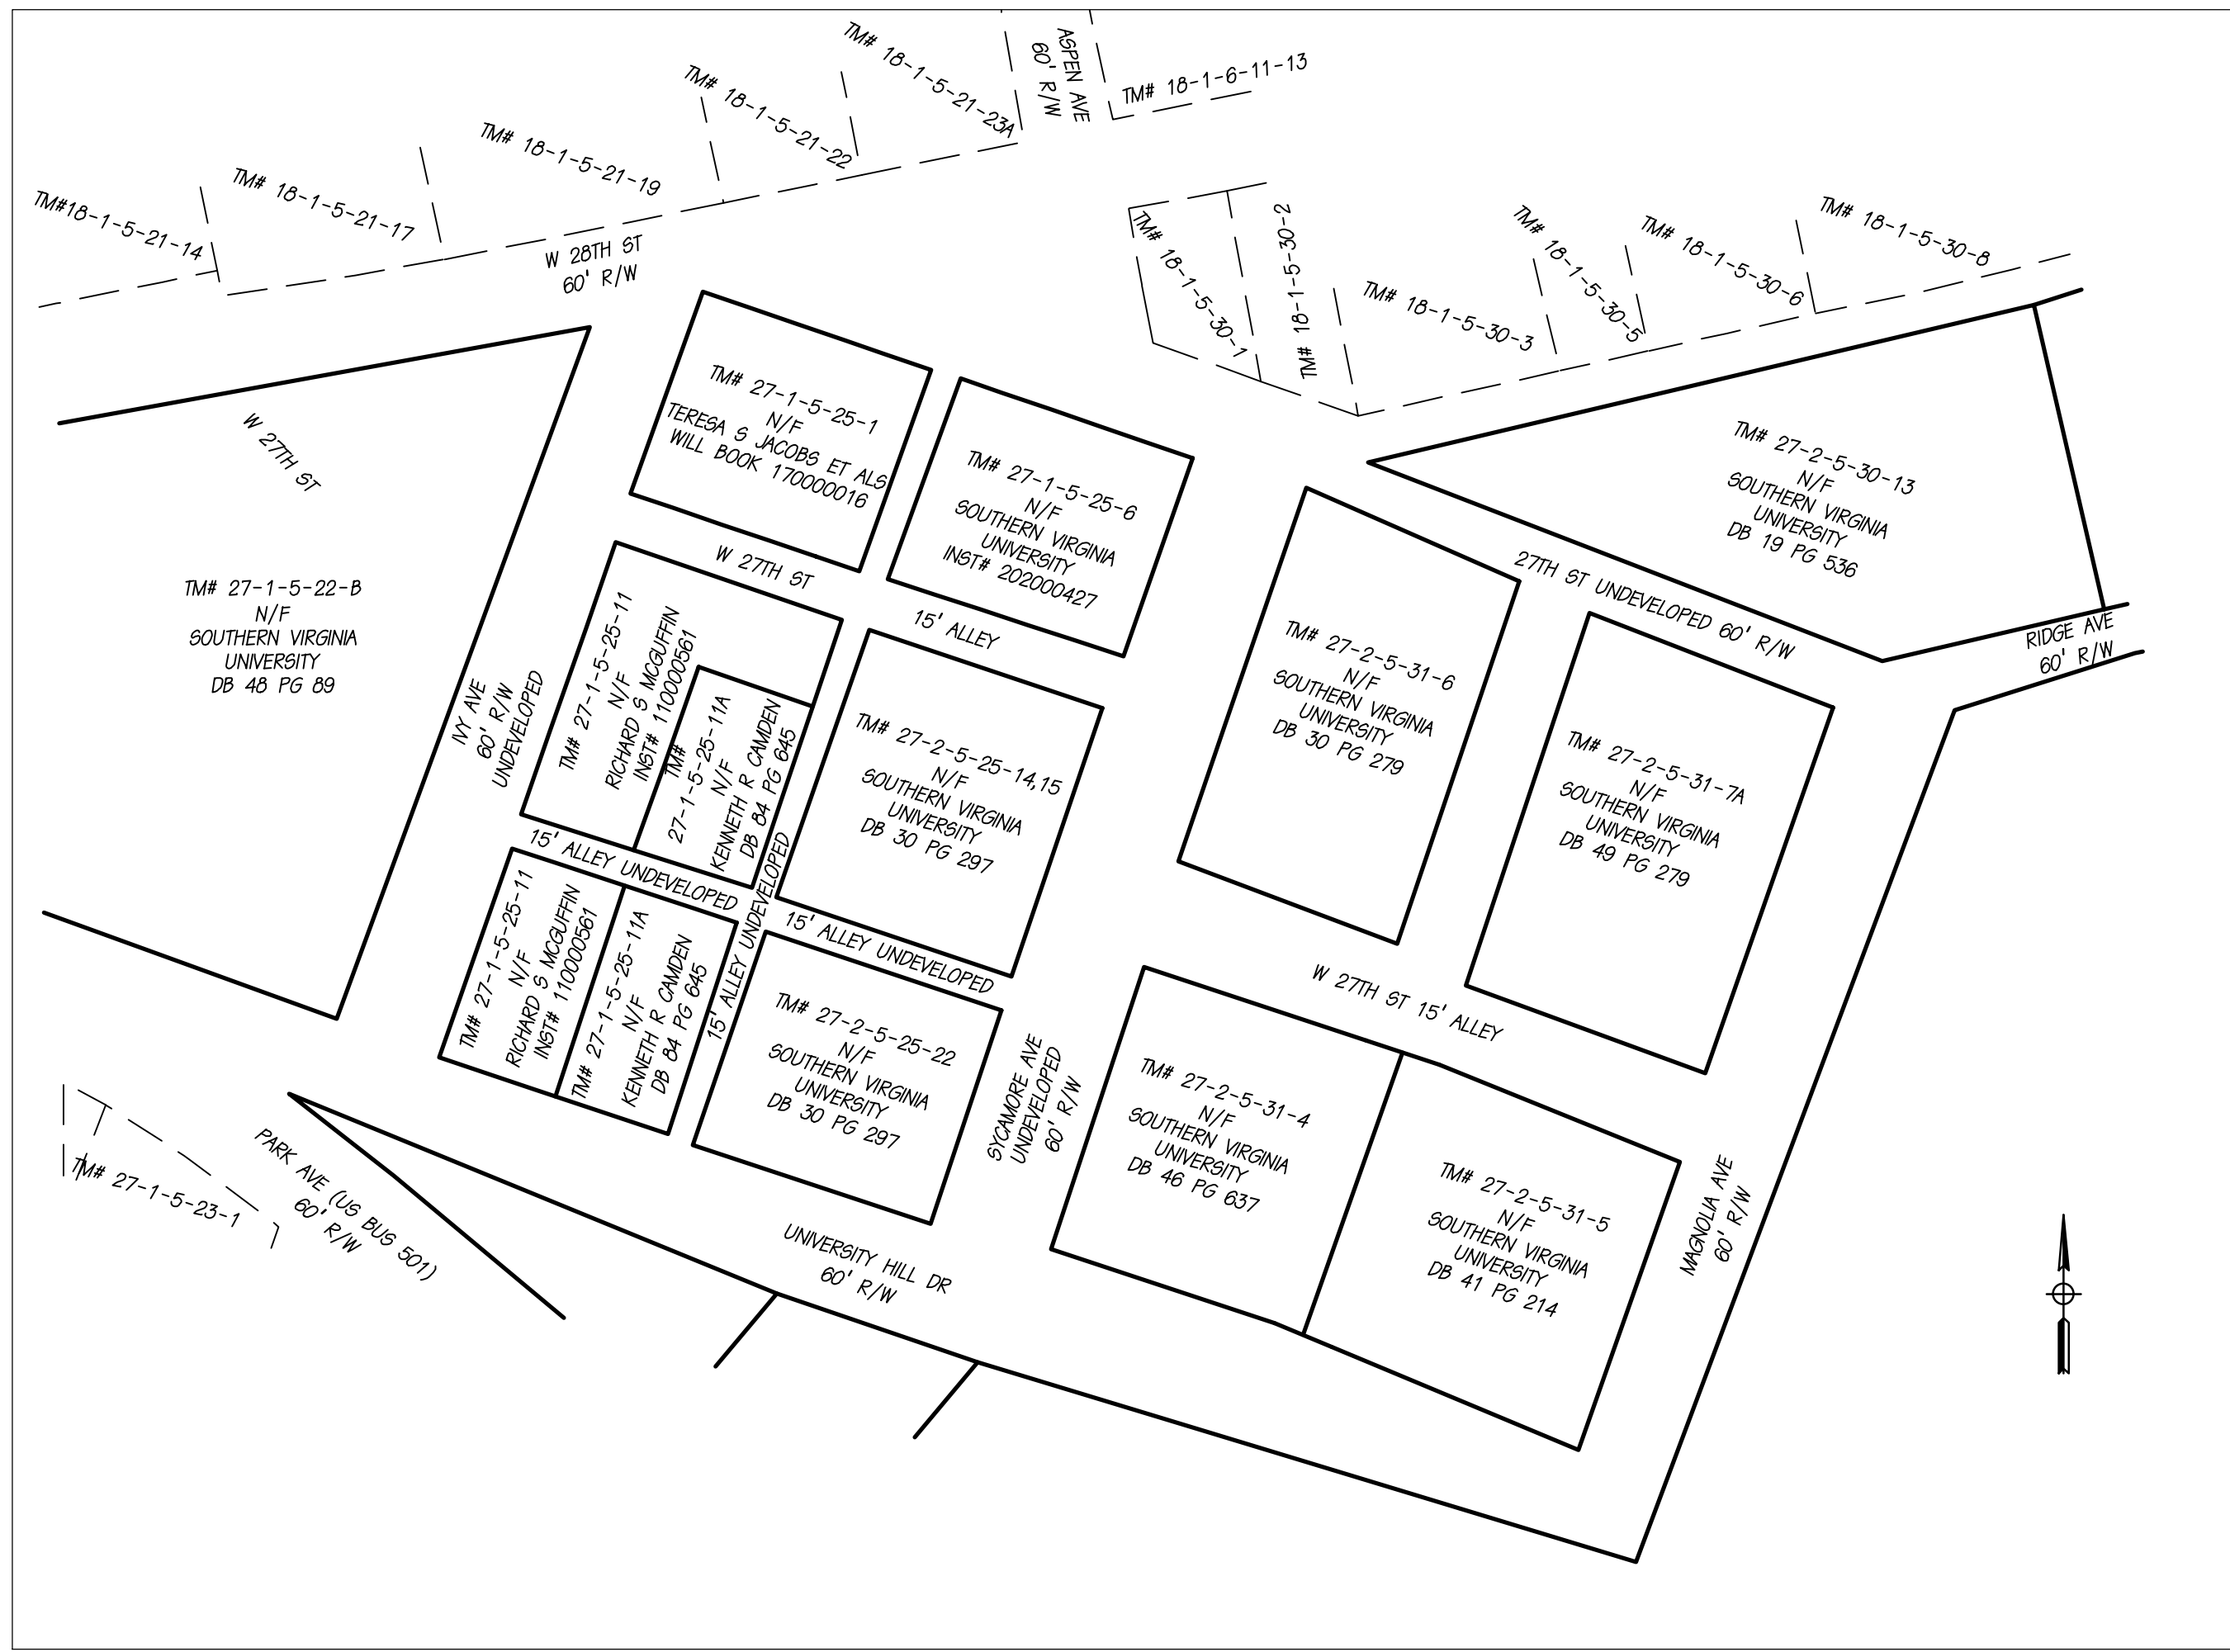 TM# 18-1-5-21-23A
ASPEN AVE
60' R/W
TM# 18-1-6-11-13
TM# 18-1-5-21-22
TM# 18-1-5-21-19
TM# 18-1-5-21-17
TM#18-1-5-21-14
W 28TH ST
60' R/W
TM# 18-1-5-30-1
TM# 18-1-5-30-2
TM# 18-1-5-30-3
TM# 18-1-5-30-5
TM# 18-1-5-30-6
TM# 18-1-5-30-8
W 27TH ST
TM# 27-1-5-25-1
N/F
TERESA S JACOBS ET ALS
WILL BOOK 170000016
TM# 27-1-5-25-6
N/F
SOUTHERN VIRGINIA
UNIVERSITY
INST# 202000427
TM# 27-2-5-30-13
N/F
SOUTHERN VIRGINIA
UNIVERSITY
DB 19 PG 536
TM# 27-1-5-22-B
N/F
SOUTHERN VIRGINIA
UNIVERSITY
DB 48 PG 89
W 27TH ST
15' ALLEY
27TH ST UNDEVELOPED 60' R/W
RIDGE AVE
60' R/W
IVY AVE
60' R/W
UNDEVELOPED
TM# 27-1-5-25-11
N/F
RICHARD S MCGUFFIN
INST# 110000561
TM#
27-1-5-25-11A
N/F
KENNETH R CAMDEN
DB 84 PG 645
TM# 27-2-5-25-14,15
N/F
SOUTHERN VIRGINIA
UNIVERSITY
DB 30 PG 297
TM# 27-2-5-31-6
N/F
SOUTHERN VIRGINIA
UNIVERSITY
DB 30 PG 279
TM# 27-2-5-31-7A
N/F
SOUTHERN VIRGINIA
UNIVERSITY
DB 49 PG 279
15' ALLEY UNDEVELOPED
15' ALLEY UNDEVELOPED
15' ALLEY UNDEVELOPED
TM# 27-1-5-25-11
N/F
RICHARD S MCGUFFIN
INST# 110000561
TM# 27-1-5-25-11A
N/F
KENNETH R CAMDEN
DB 84 PG 645
TM# 27-2-5-25-22
N/F
SOUTHERN VIRGINIA
UNIVERSITY
DB 30 PG 297
SYCAMORE AVE
UNDEVELOPED
60' R/W
W 27TH ST 15' ALLEY
TM# 27-2-5-31-4
N/F
SOUTHERN VIRGINIA
UNIVERSITY
DB 46 PG 637
TM# 27-2-5-31-5
N/F
SOUTHERN VIRGINIA
UNIVERSITY
DB 41 PG 214
MAGNOLIA AVE
60' R/W
TM# 27-1-5-23-1
PARK AVE (US BUS 501)
60' R/W
UNIVERSITY HILL DR
60' R/W